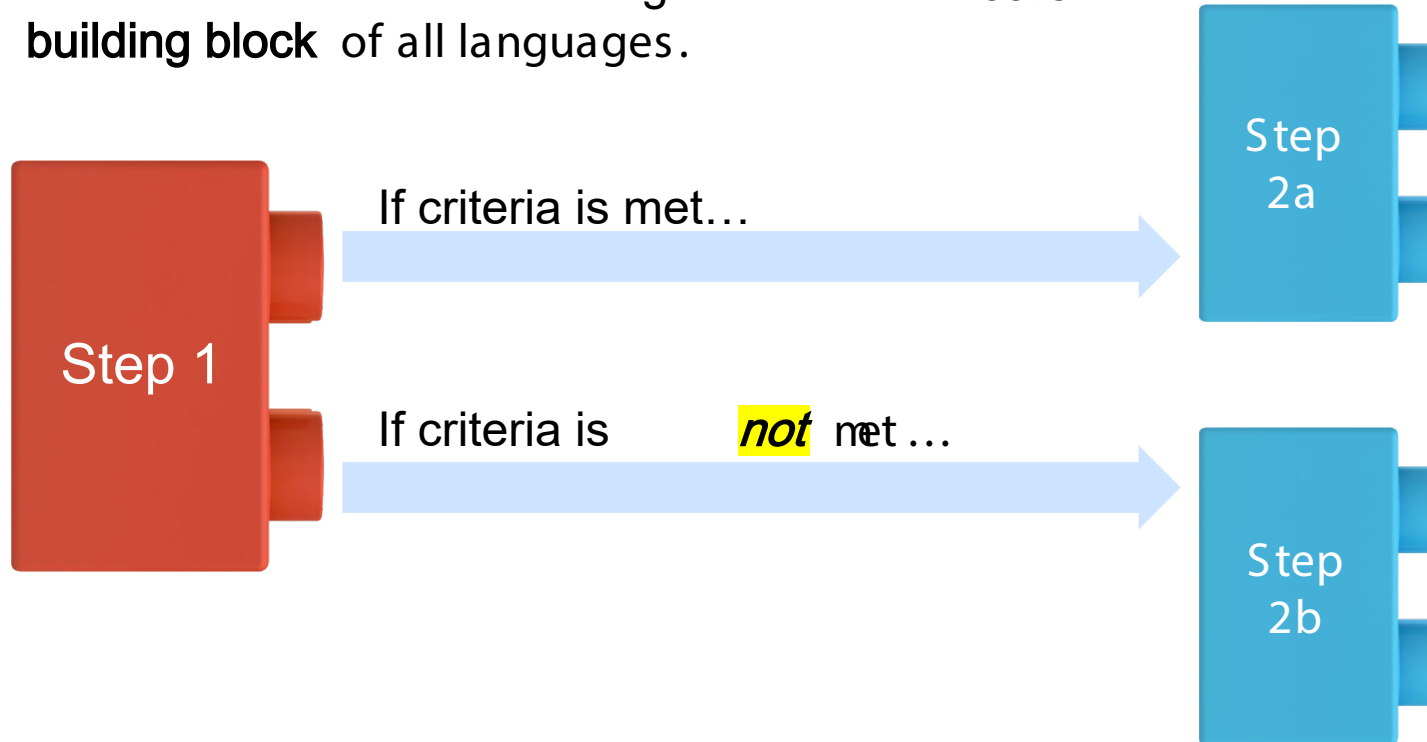 building block of all languages.
Step
2a
If criteria is met…
Step 1
If criteria is not met …
Step
2b